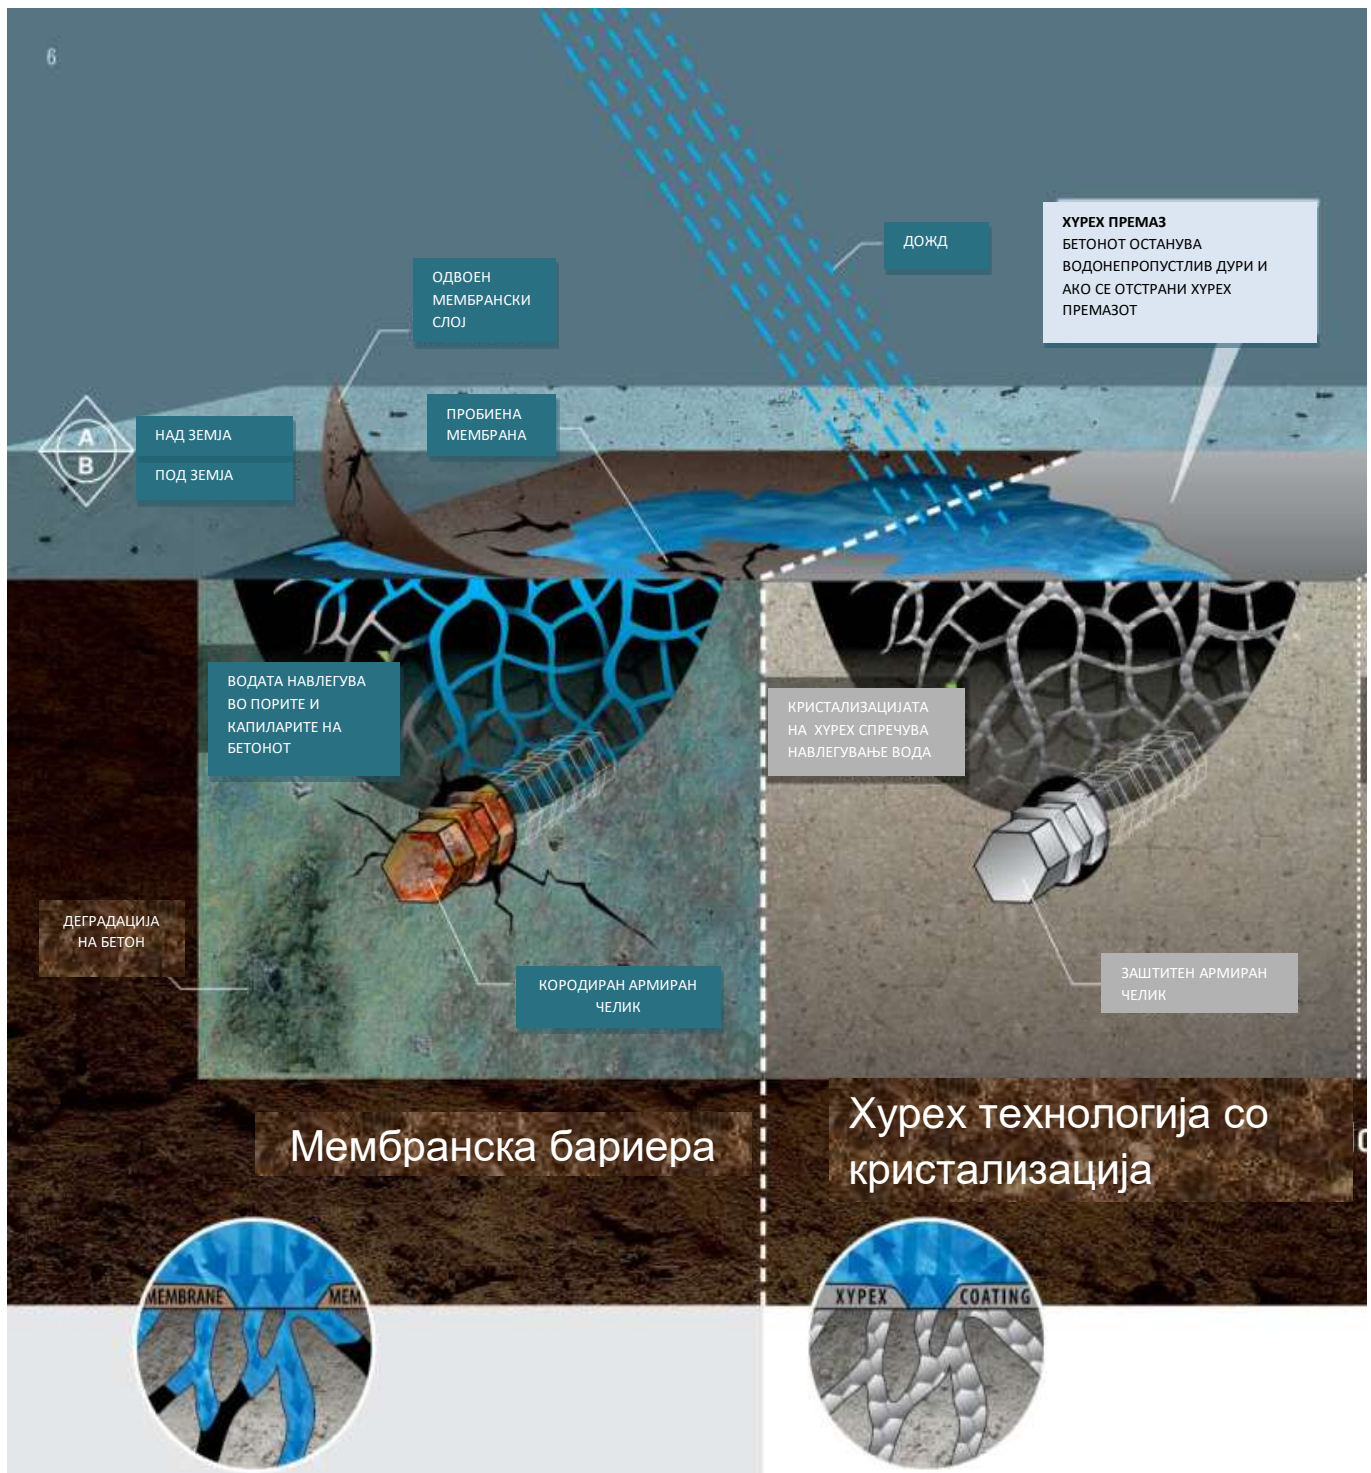 6
ДОЖД
XYPEX ПРЕМАЗ
БЕТОНОТ ОСТАНУВА
ВОДОНЕПРОПУСТЛИВ ДУРИ И
АКО СЕ ОТСТРАНИ XYPEX
ПРЕМАЗОТ
ОДВОЕН
МЕМБРАНСКИ
СЛОЈ
ПРОБИЕНА
МЕМБРАНА
A
B
НАД ЗЕМЈА
ПОД ЗЕМЈА
ВОДАТА НАВЛЕГУВА
ВО ПОРИТЕ И
КАПИЛАРИТЕ НА
БЕТОНОТ
КРИСТАЛИЗАЦИЈАТА
НА XYPEX СПРЕЧУВА
НАВЛЕГУВАЊЕ ВОДА
ДЕГРАДАЦИЈА
НА БЕТОН
КОРОДИРАН АРМИРАН
ЧЕЛИК
ЗАШТИТЕН АРМИРАН
ЧЕЛИК
Мембранска бариера
Xypex технологија со
кристализација
MEMBRANE MEM
XYPEX COATING